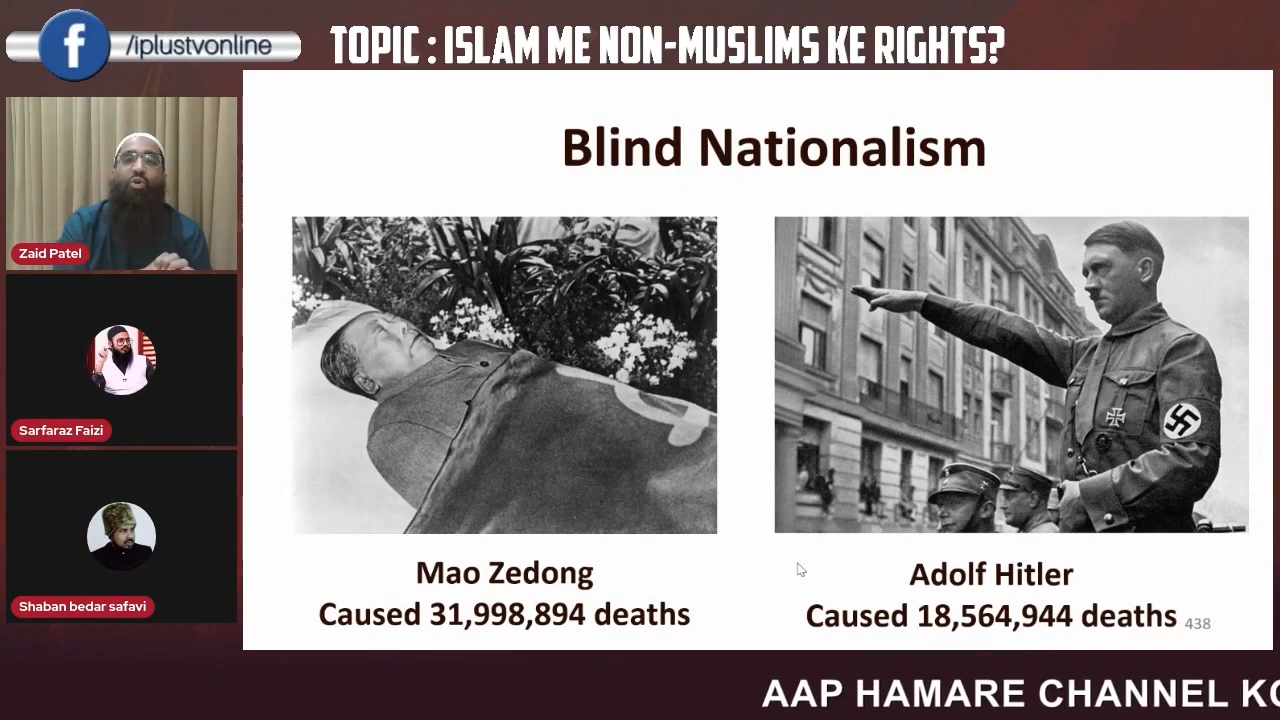 f /iplustvonline
TOPIC : ISLAM ME NON-MUSLIMS KE RIGHTS?
Zaid Patel
Sarfaraz Faizi
Shaban bedar safavi
Blind Nationalism
Mao Zedong
Caused 31,998,894 deaths
Adolf Hitler
Caused 18,564,944 deaths
438
AAP HAMARE CHANNEL KO